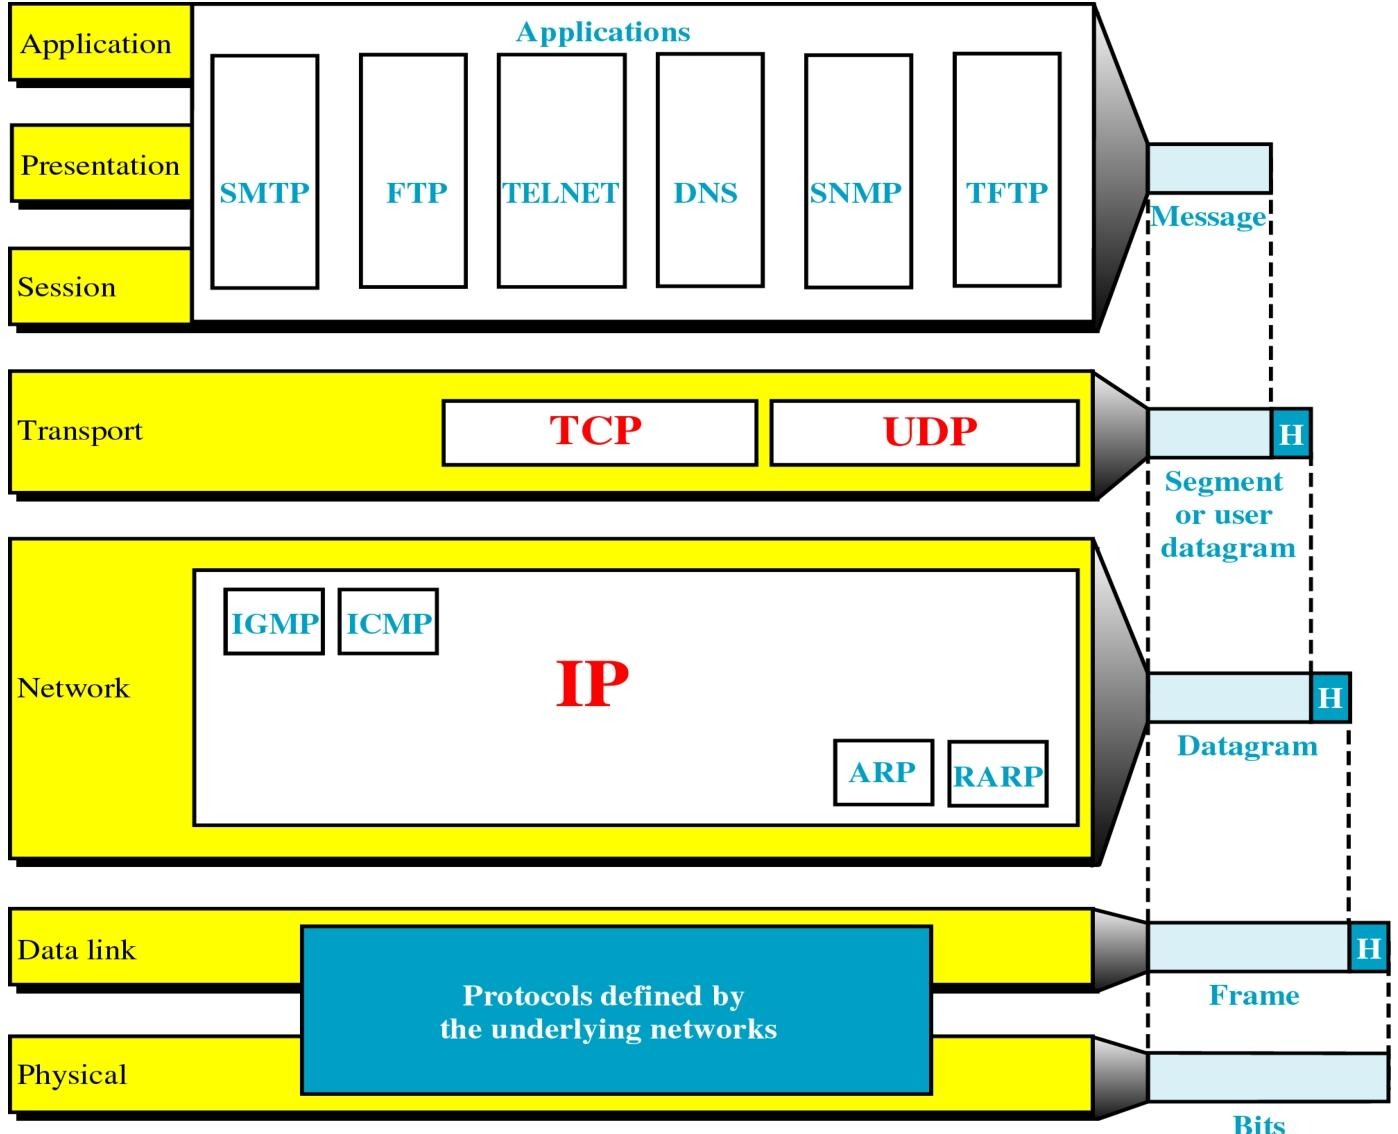 Application
Applications
Presentation
SMTP
FTP
TELNET
DNS
SNMP
TFTP
Message
Session
Transport
TCP
UDP
H
Segment
or user
datagram
Network
IGMP
ICMP
IP
ARP
RARP
H
Datagram
Data link
Protocols defined by
the underlying networks
H
Frame
Physical
Bits